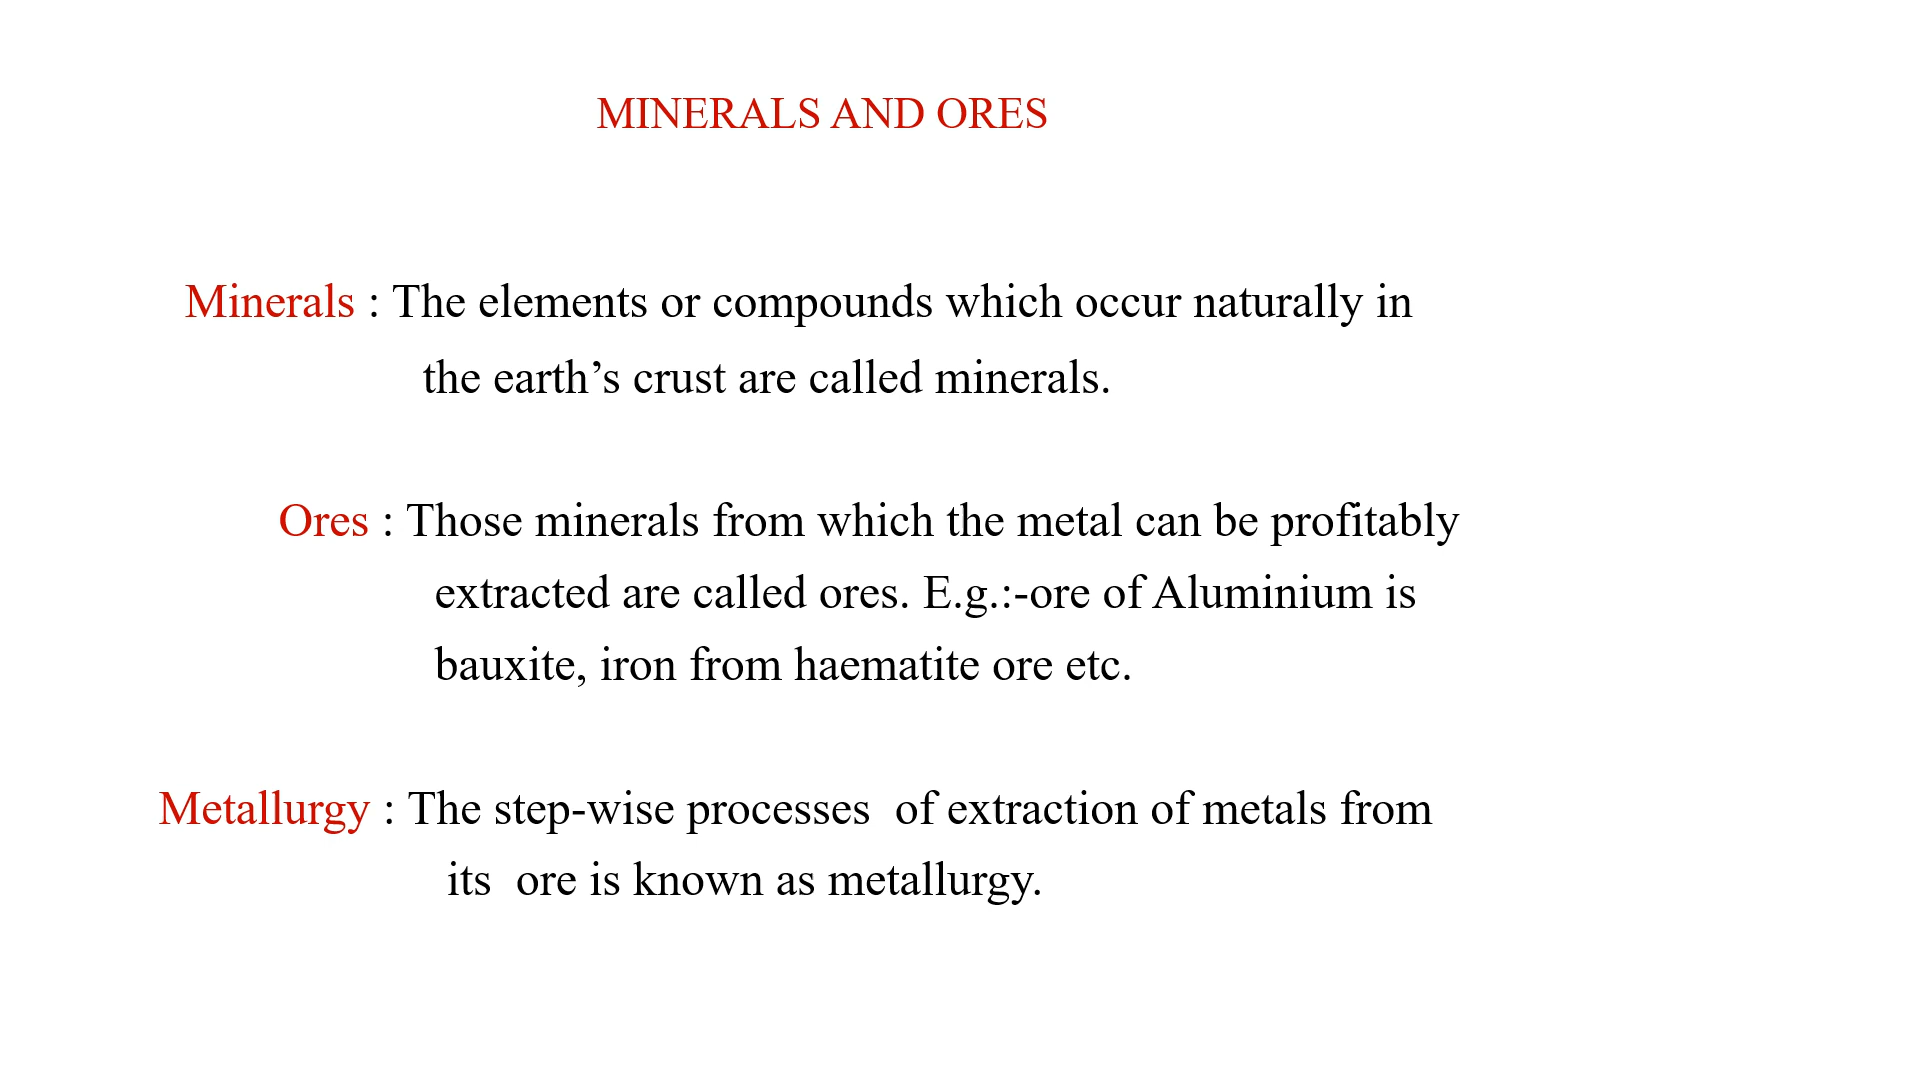 MINERALS AND ORES
Minerals : The elements or compounds which occur naturally in
the earth’s crust are called minerals.
Ores : Those minerals from which the metal can be profitably
extracted are called ores. E.g.:-ore of Aluminium is
bauxite, iron from haematite ore etc.
Metallurgy : The step-wise processes  of extraction of metals from
its  ore is known as metallurgy.